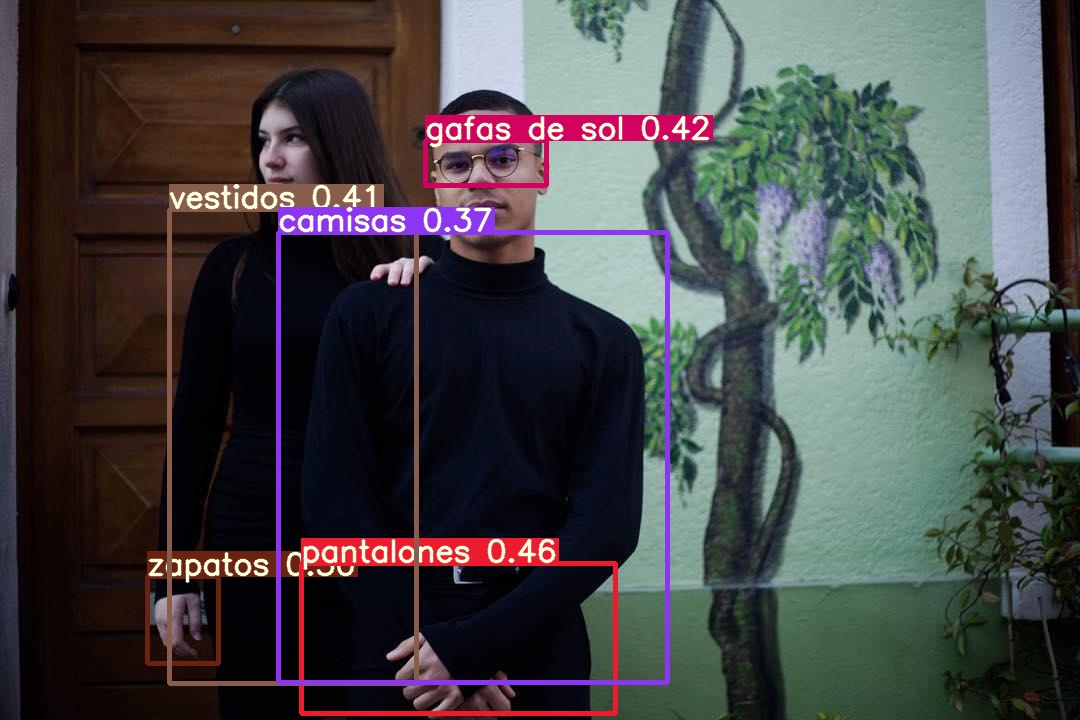 gafas de sol 0.42
vestidos 0.41
camisas 0.37
pantalones 0.46
zapatos